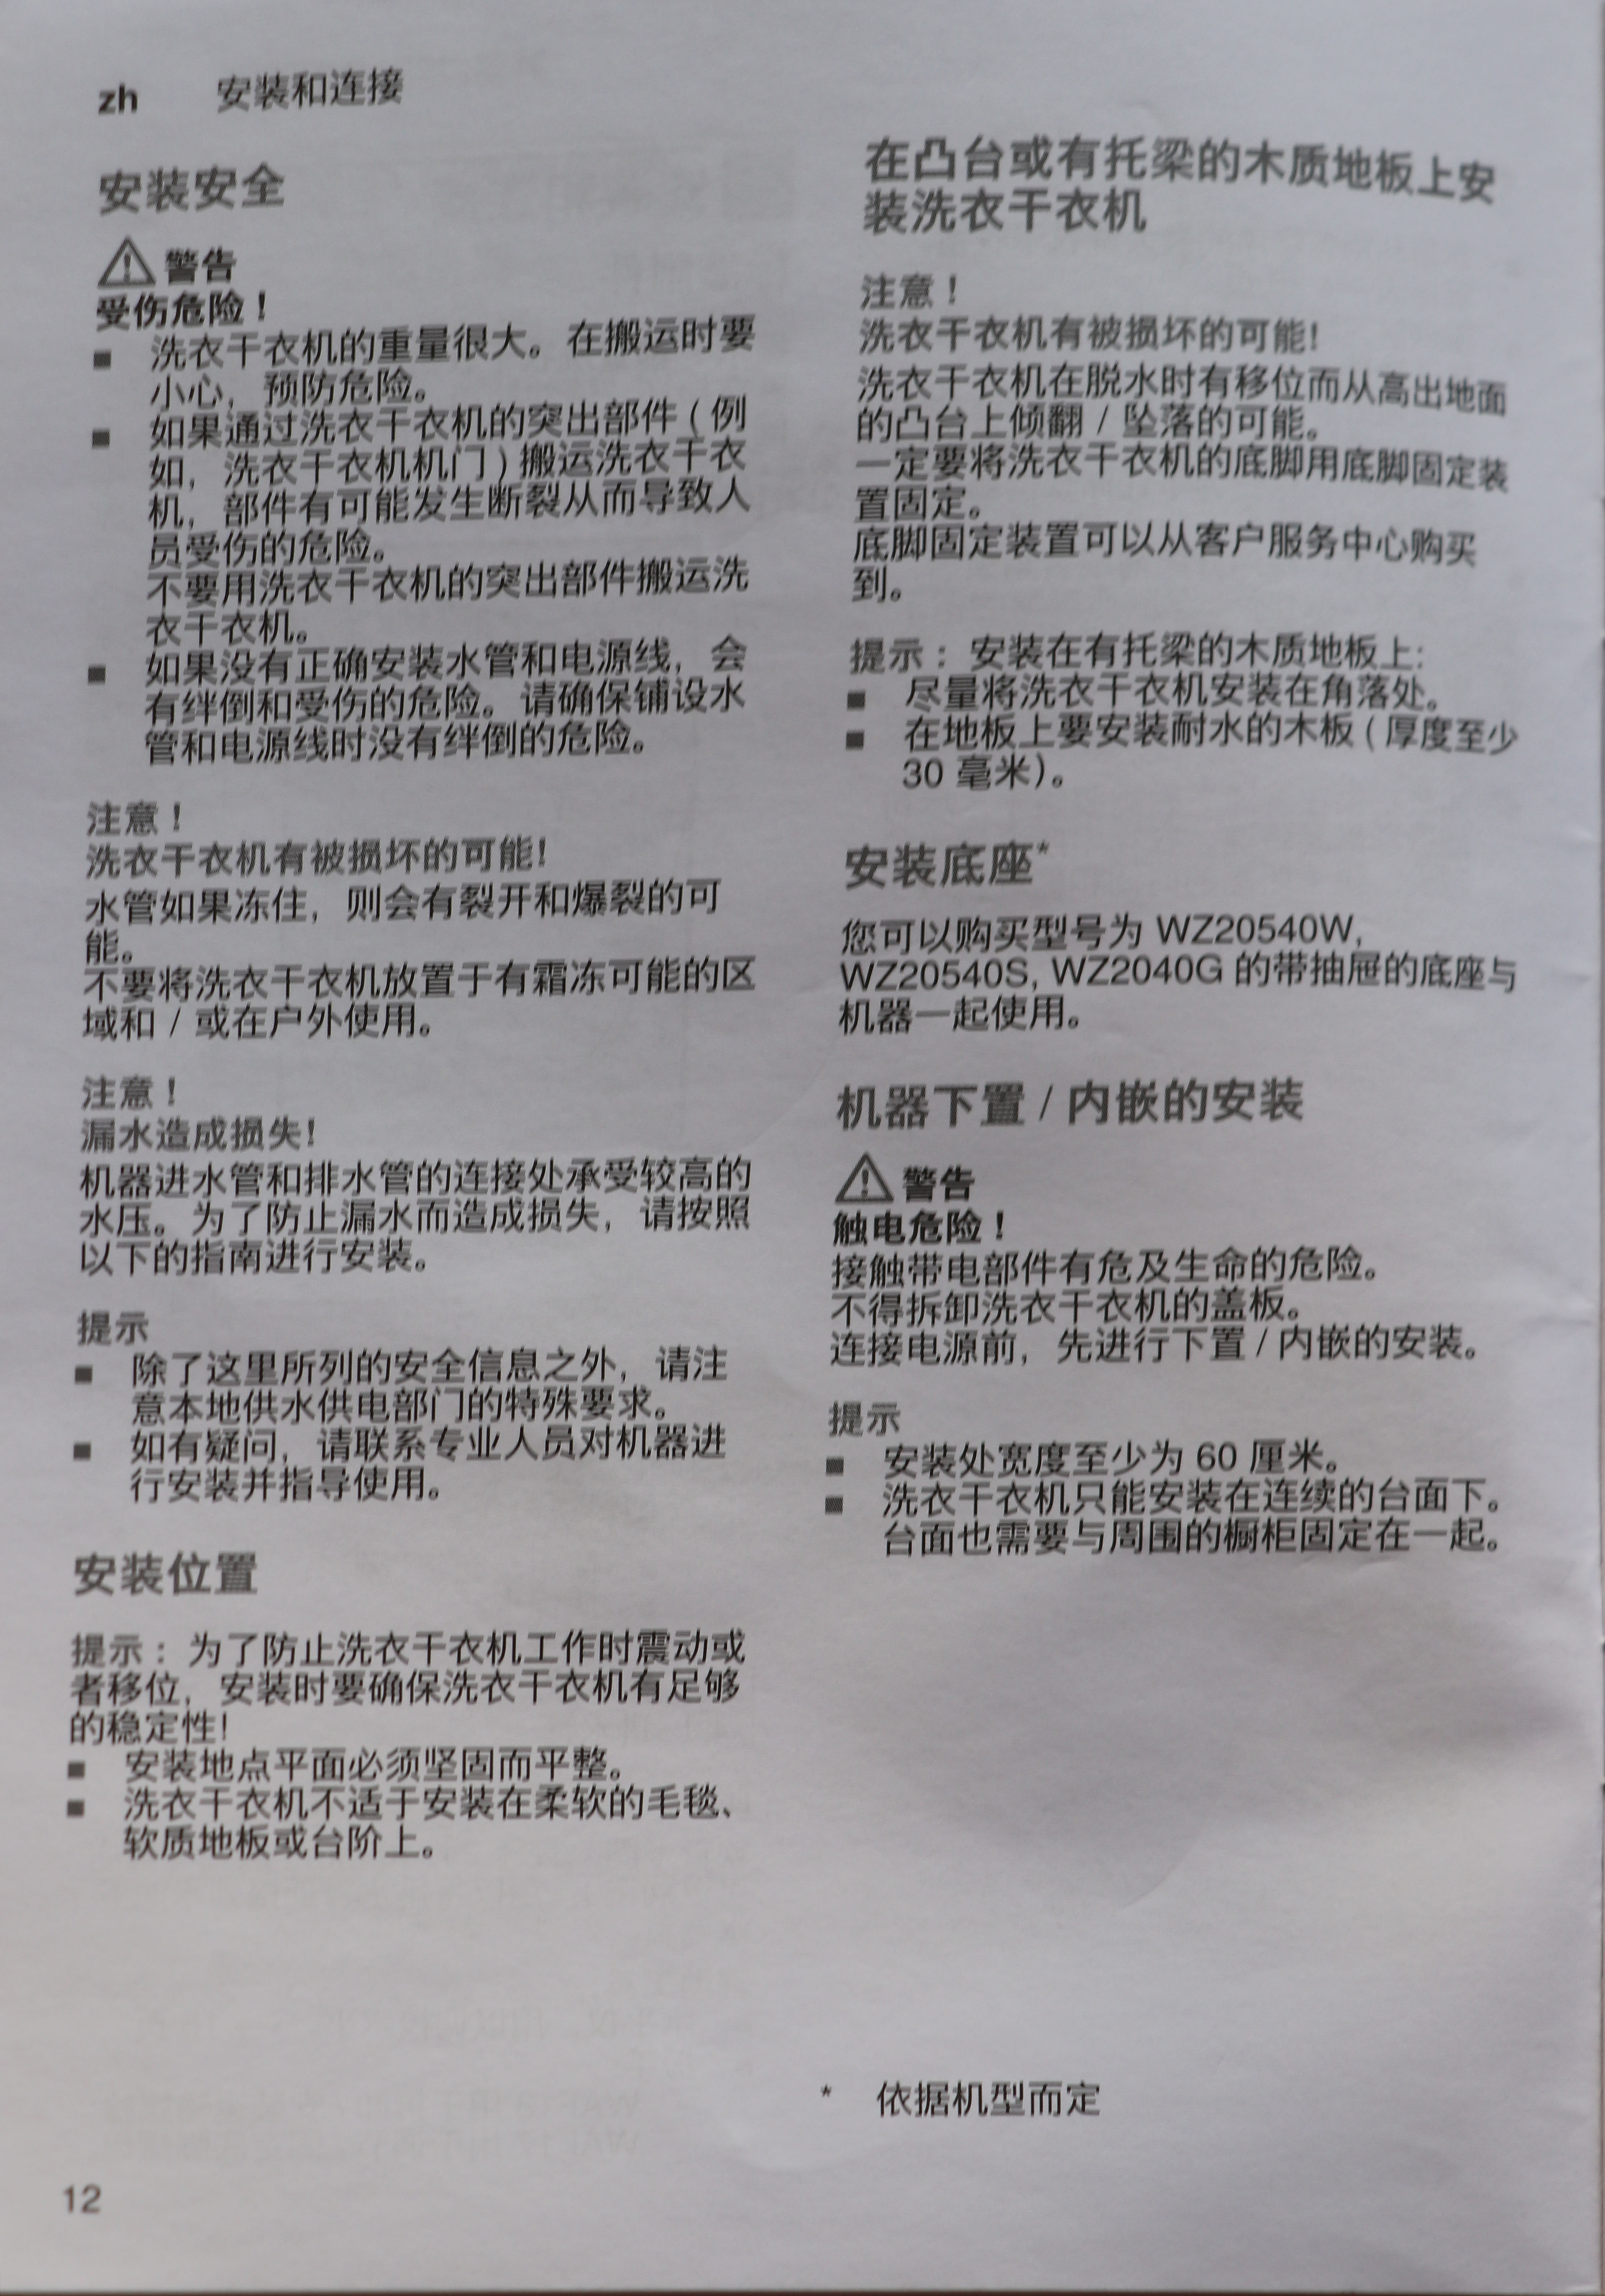 zh 安装和连接
安装安全
警告
受伤危险！
■ 洗衣干衣机的重量很大。在搬运时要
小心，预防危险。
■ 如果通过洗衣干衣机的突出部件（例
如，洗衣干衣机机门）搬运洗衣干衣
机，部件有可能发生断裂从而导致人
员受伤的危险。
不要用洗衣干衣机的突出部件搬运洗
衣干衣机。
■ 如果没有正确安装水管和电源线，会
有绊倒和受伤的危险。请确保铺设水
管和电源线时没有绊倒的危险。
注意！
洗衣干衣机有被损坏的可能！
水管如果冻住，则会有裂开和爆裂的可
能。
不要将洗衣干衣机放置于有霜冻可能的区
域和 / 或在户外使用。
注意！
漏水造成损失！
机器进水管和排水管的连接处承受较高的
水压。为了防止漏水而造成损失，请按照
以下的指南进行安装。
提示
■ 除了这里所列的安全信息之外，请注
意本地供水供电部门的特殊要求。
■ 如有疑问，请联系专业人员对机器进
行安装并指导使用。
安装位置
提示：为了防止洗衣干衣机工作时震动或
者移位，安装时要确保洗衣干衣机有足够
的稳定性！
■ 安装地点平面必须坚固而平整。
■ 洗衣干衣机不适于安装在柔软的毛毯、
软质地板或台阶上。
在凸台或有托梁的木质地板上安
装洗衣干衣机
注意！
洗衣干衣机有被损坏的可能！
洗衣干衣机在脱水时有移位而从高出地面
的凸台上倾翻 / 坠落的可能。
一定要将洗衣干衣机的底脚用底脚固定装
置固定。
底脚固定装置可以从客户服务中心购买
到。
提示：安装在有托梁的木质地板上：
■ 尽量将洗衣干衣机安装在角落处。
■ 在地板上要安装耐水的木板（厚度至少
30 毫米）。
安装底座*
您可以购买型号为 WZ20540W,
WZ20540S, WZ2040G 的带抽屉的底座与
机器一起使用。
机器下置 / 内嵌的安装
警告
触电危险！
接触带电部件有危及生命的危险。
不得拆卸洗衣干衣机的盖板。
连接电源前，先进行下置 / 内嵌的安装。
提示
■ 安装处宽度至少为 60 厘米。
■ 洗衣干衣机只能安装在连续的台面下。
台面也需要与周围的橱柜固定在一起。
* 依据机型而定
12